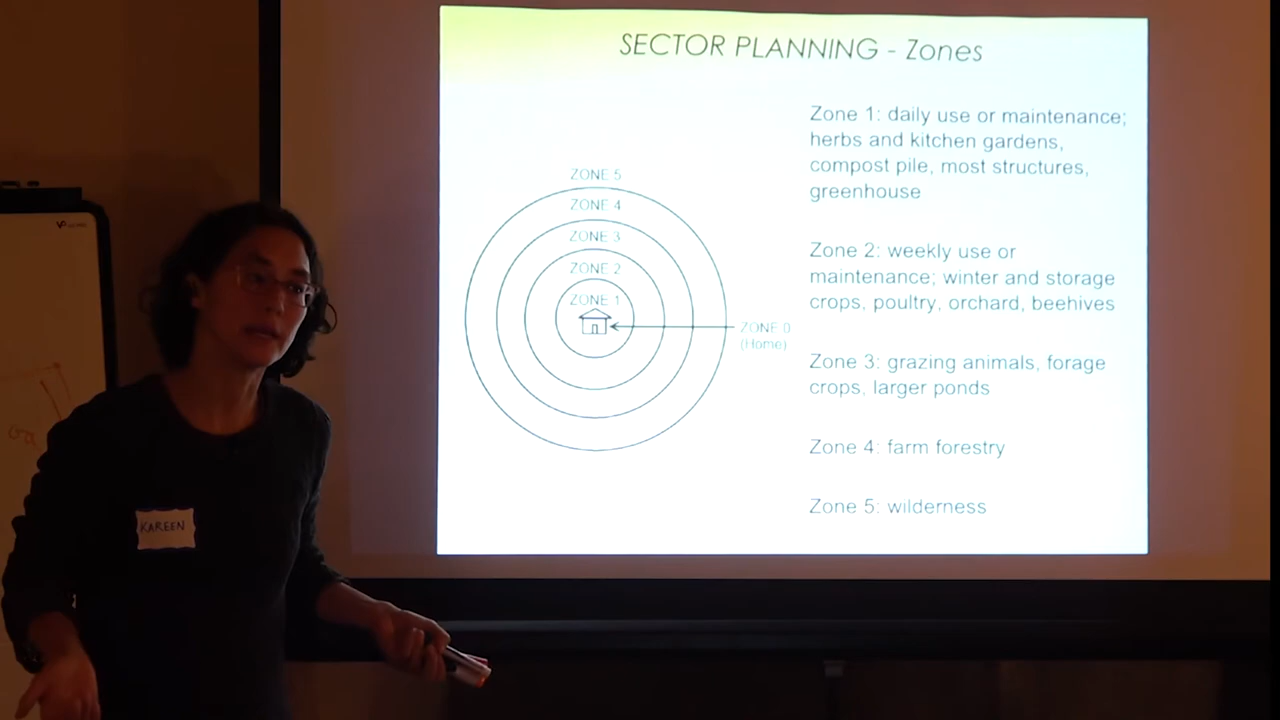 SECTOR PLANNING - Zones
Zone 1: daily use or maintenance;
herbs and kitchen gardens,
compost pile, most structures,
greenhouse
Zone 2: weekly use or
maintenance; winter and storage
crops, poultry, orchard, beehives
Zone 3: grazing animals, forage
crops, larger ponds
Zone 4: farm forestry
Zone 5: wilderness
ZONE 5
ZONE 4
ZONE 3
ZONE 2
ZONE 1
ZONE 0
(Home)
KAREEN